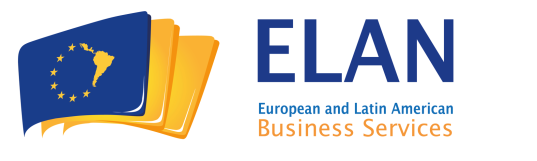 ELAN
European and Latin American
Business Services